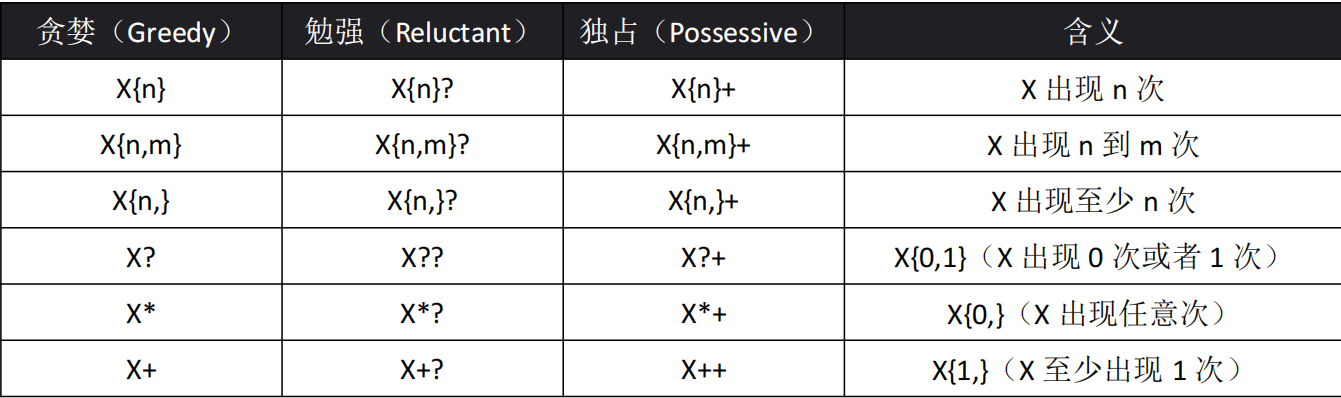 贪婪（Greedy） 勉强（Reluctant） 独占（Possessive） 含义
X{n} X{n}? X{n}+ X 出现 n 次
X{n,m} X{n,m}? X{n,m}+ X 出现 n 到 m 次
X{n,} X{n,}? X{n,}+ X 出现至少 n 次
X? X?? X?+ X{0,1}（X 出现 0 次或者 1 次）
X* X*? X*+ X{0,}（X 出现任意次）
X+ X+? X++ X{1,}（X 至少出现 1 次）